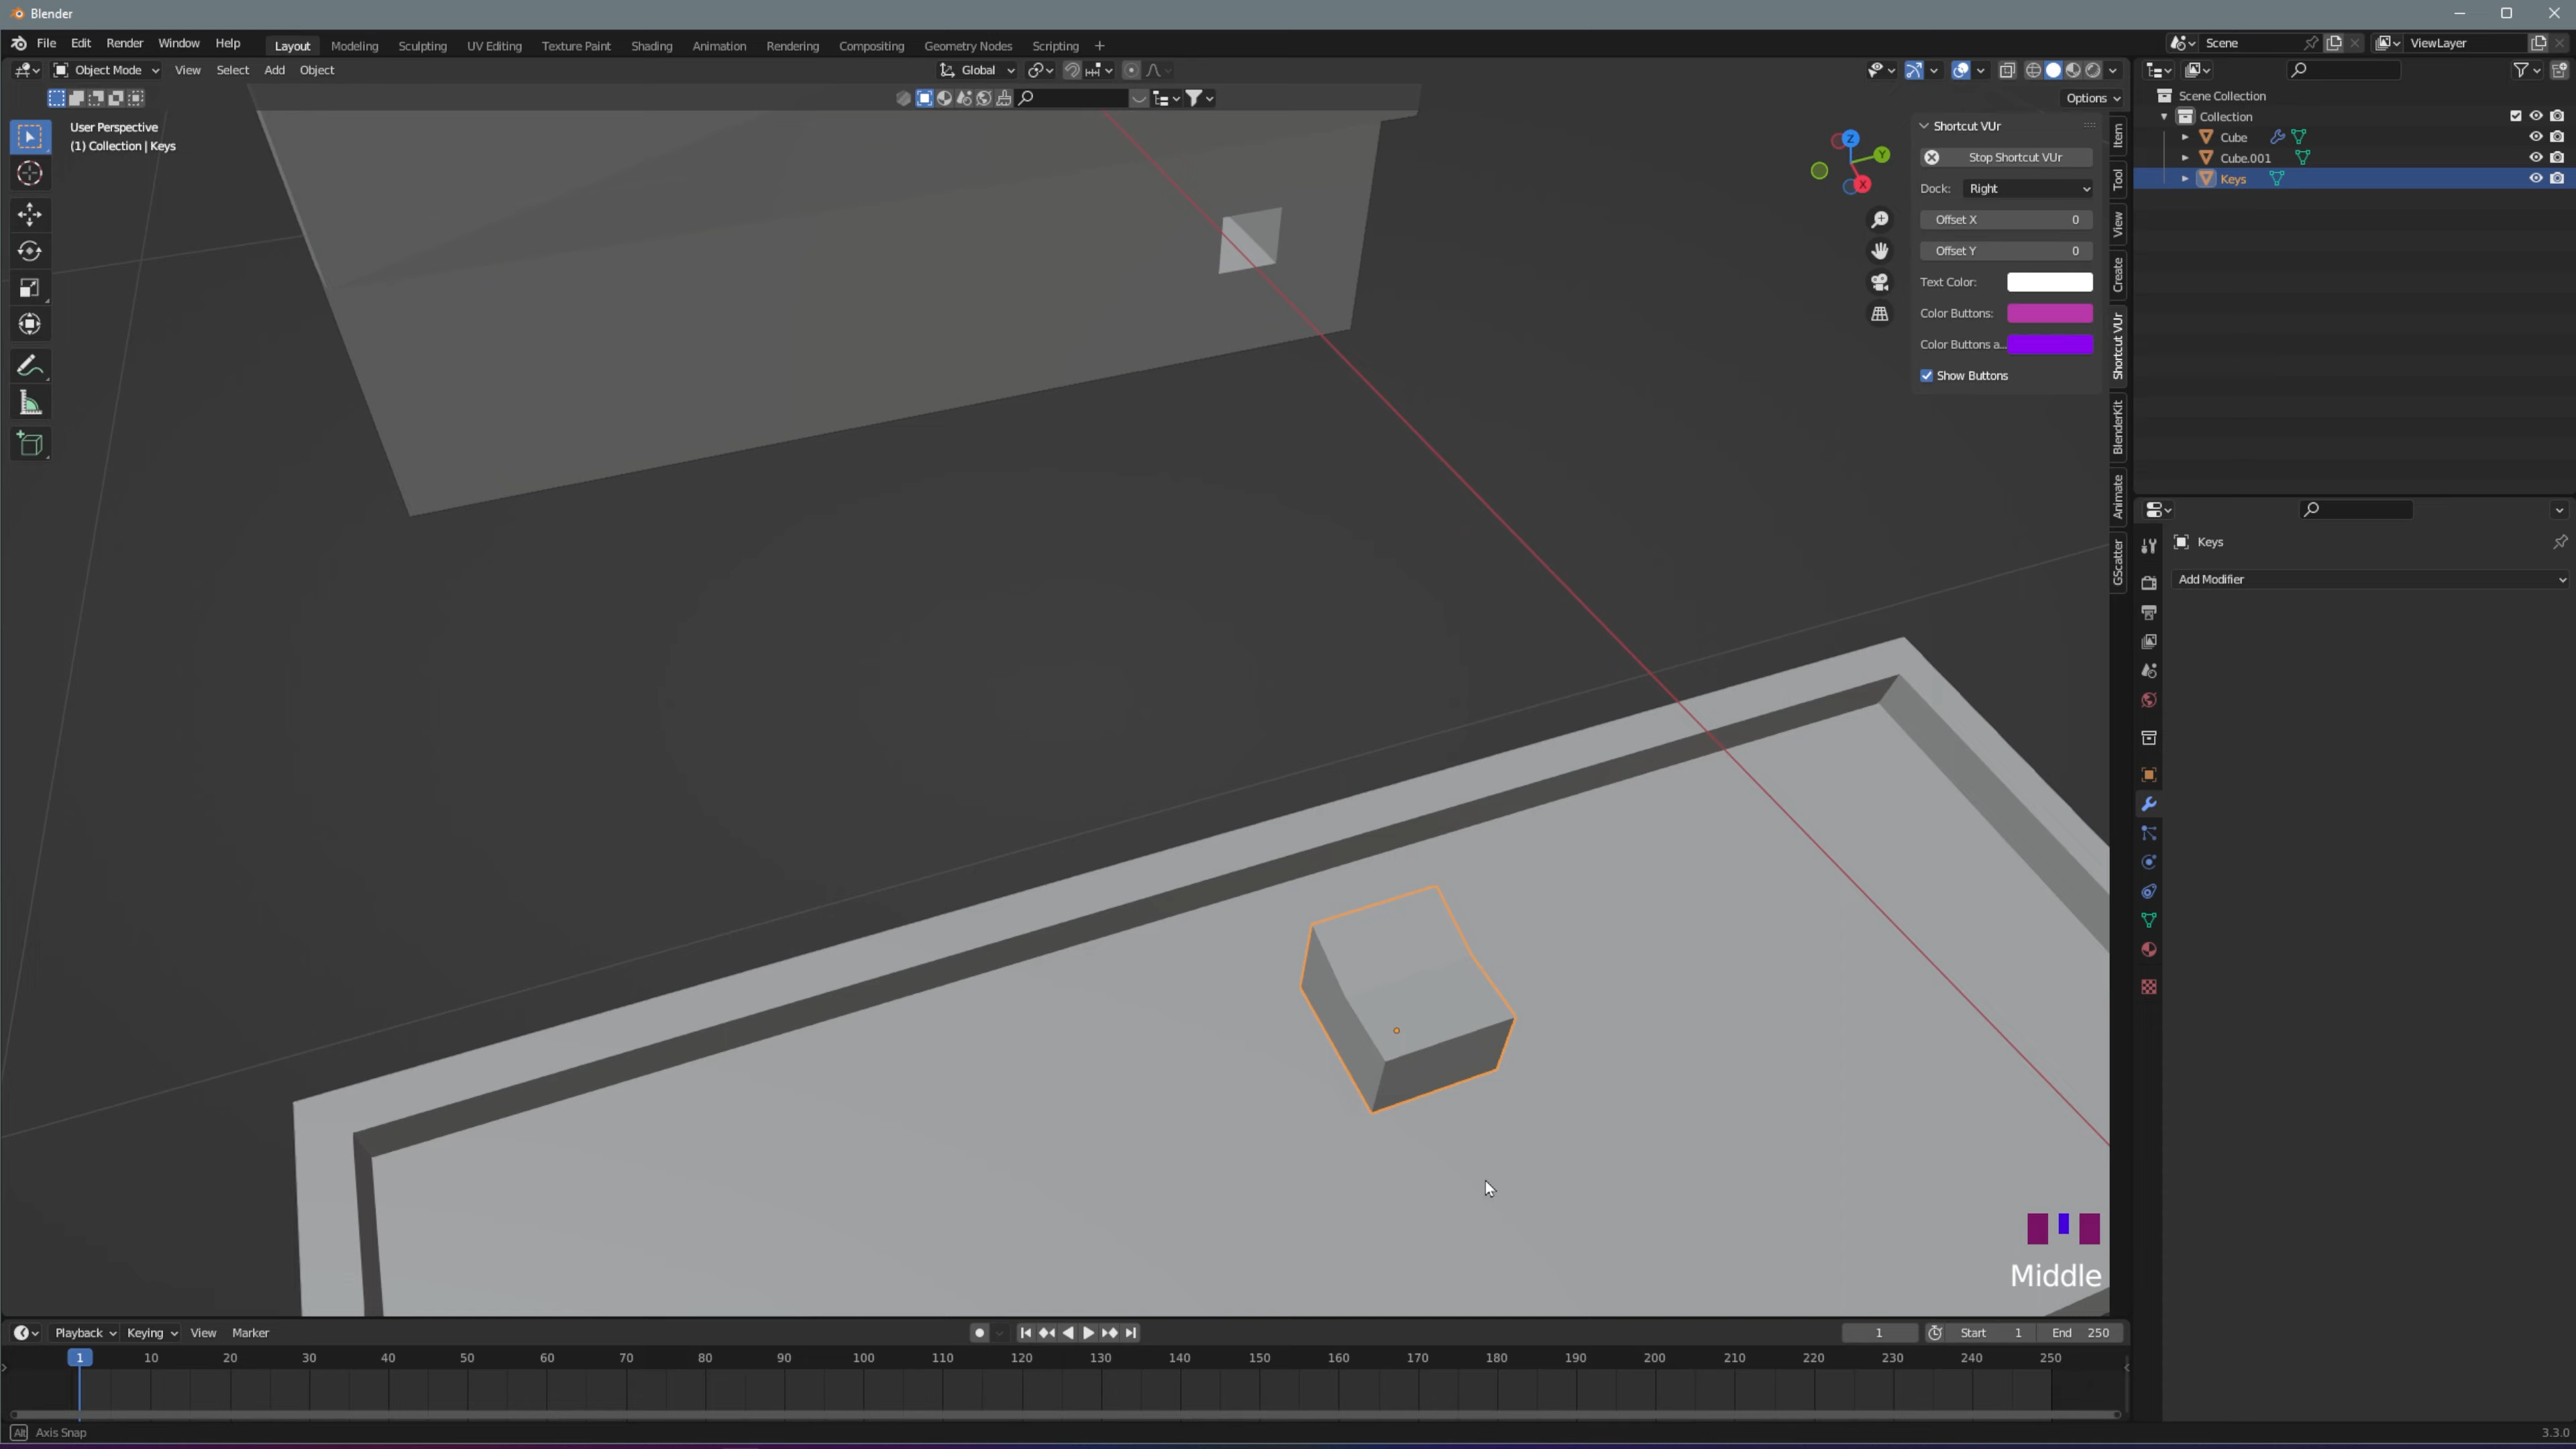 Blender
File Edit Render Window Help Layout Modeling Sculpting UV Editing Texture Paint Shading Animation Rendering Compositing Geometry Nodes Scripting + Scene ViewLayer
Object Mode View Select Add Object Global
Options
User Perspective
(1) Collection | Keys
Z
Y
X
Shortcut VUr
Stop Shortcut VUr
Dock: Right
Offset X 0
Offset Y 0
Text Color:
Color Buttons:
Color Buttons a...
Show Buttons
Item
Tool
View
Create
Shortcut VUr
BlenderKit
Animate
GScatter
Scene Collection
Collection
Cube
Cube.001
Keys
Keys
Add Modifier
Middle
Playback Keying View Marker 1 Start 1 End 250
1 10 20 30 40 50 60 70 80 90 100 110 120 130 140 150 160 170 180 190 200 210 220 230 240 250
Alt Axis Snap 3.3.0